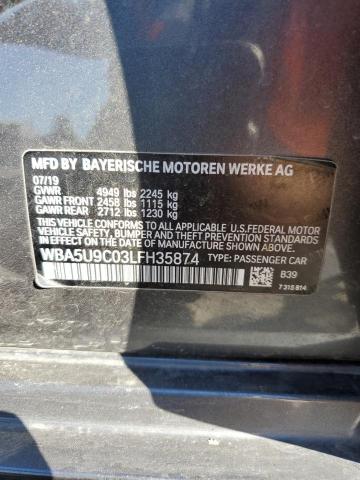 MFD BY BAYERISCHE MOTOREN WERKE AG
07/19
GVWR 4949 lbs 2245 kg
GAWR FRONT 2458 lbs 1115 kg
GAWR REAR 2712 lbs 1230 kg
THIS VEHICLE CONFORMS TO ALL APPLICABLE U.S. FEDERAL MOTOR
VEHICLE SAFETY, BUMPER, AND THEFT PREVENTION STANDARDS
IN EFFECT ON THE DATE OF MANUFACTURE SHOWN ABOVE.
WBA5U9C03LFH35874 TYPE: PASSENGER CAR
B39
7 315 814